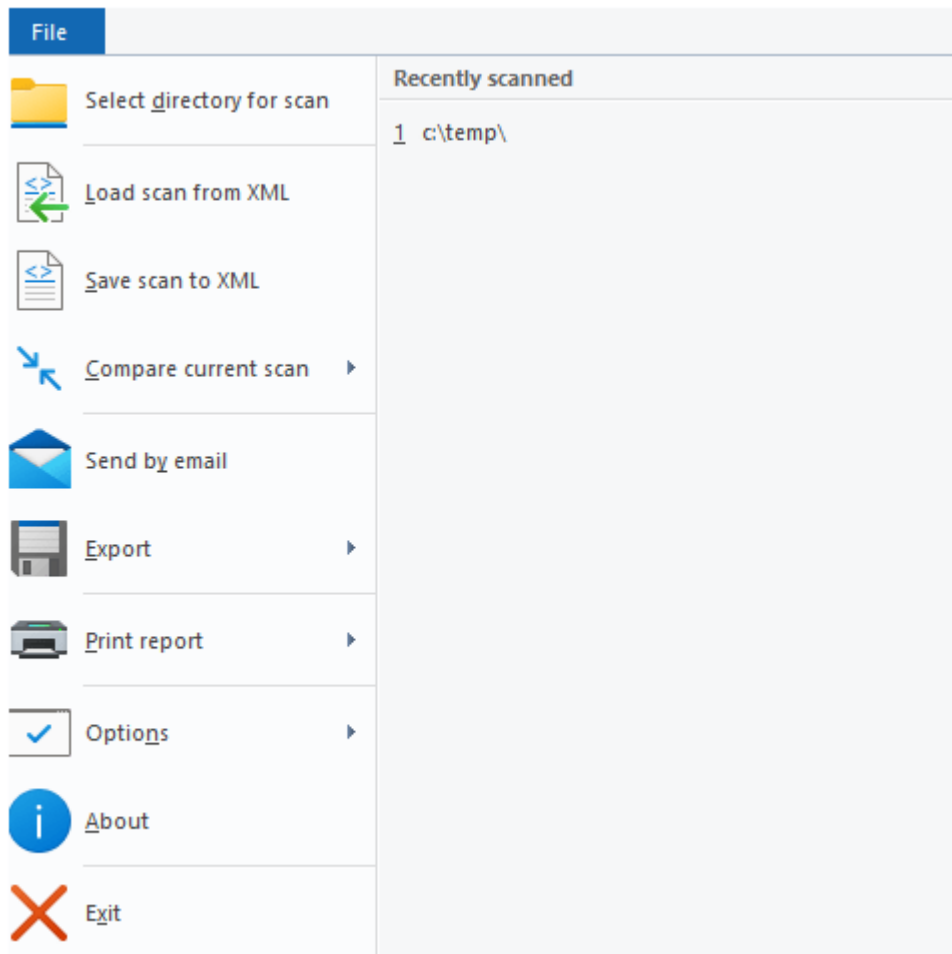 File
Select directory for scan
Load scan from XML
Save scan to XML
Compare current scan
Send by email
Export
Print report
Options
About
Exit
Recently scanned
1 c:\temp\